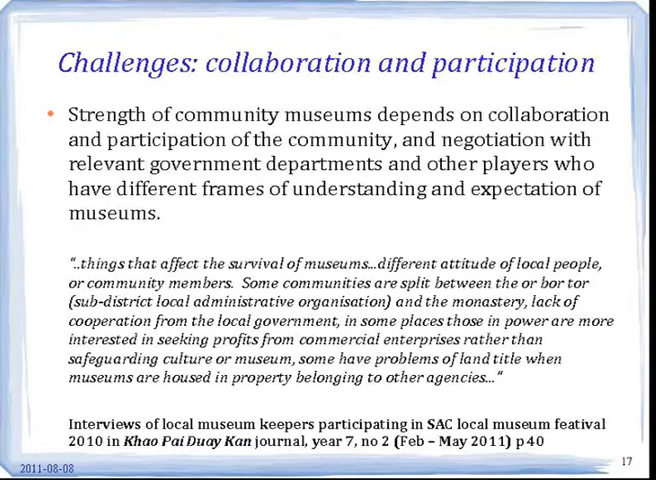 Challenges: collaboration and participation
• Strength of community museums depends on collaboration
and participation of the community, and negotiation with
relevant government departments and other players who
have different frames of understanding and expectation of
museums.
"..things that affect the survival of museums...different attitude of local people,
or community members. Some communities are split between the or bor tor
(sub-district local administrative organisation) and the monastery, lack of
cooperation from the local government, in some places those in power are more
interested in seeking profits from commercial enterprises rather than
safeguarding culture or museum, some have problems of land title when
museums are housed in property belonging to other agencies..."
Interviews of local museum keepers participating in SAC local museum featival
2010 in Khao Pai Duay Kan journal, year 7, no 2 (Feb – May 2011) p40
2011-08-08
17